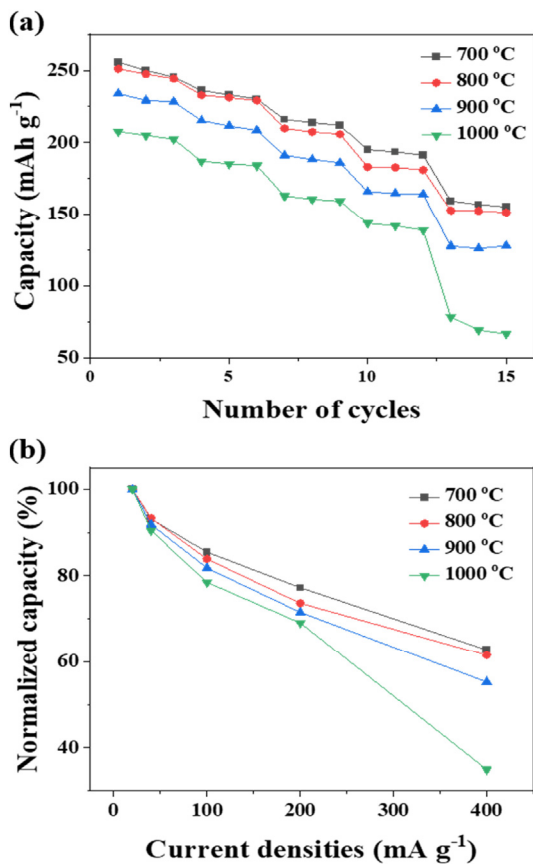 (a)
700 °C
800 °C
900 °C
1000 °C
250
200
150
100
50
0
5
10
15
Capacity (mAh g⁻¹)
Number of cycles
(b)
700 °C
800 °C
900 °C
1000 °C
100
80
60
40
0
100
200
300
400
Normalized capacity (%)
Current densities (mA g⁻¹)